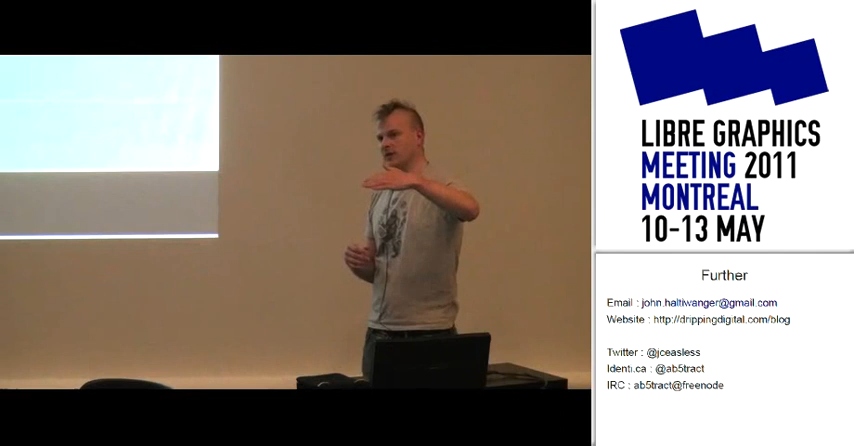 LIBRE GRAPHICS
MEETING 2011
MONTREAL
10-13 MAY
Further
Email : john.haltiwanger@gmail.com
Website : http://drippingdigital.com/blog
Twitter : @jceasless
Identi.ca : @ab5tract
IRC : ab5tract@freenode